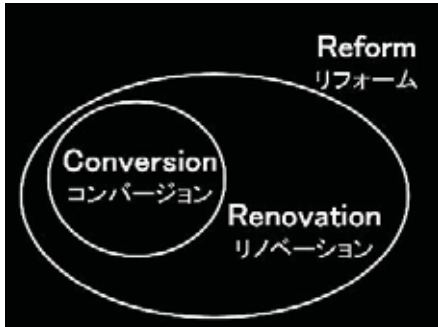 Reform
リフォーム
Conversion
コンバージョン
Renovation
リノベーション